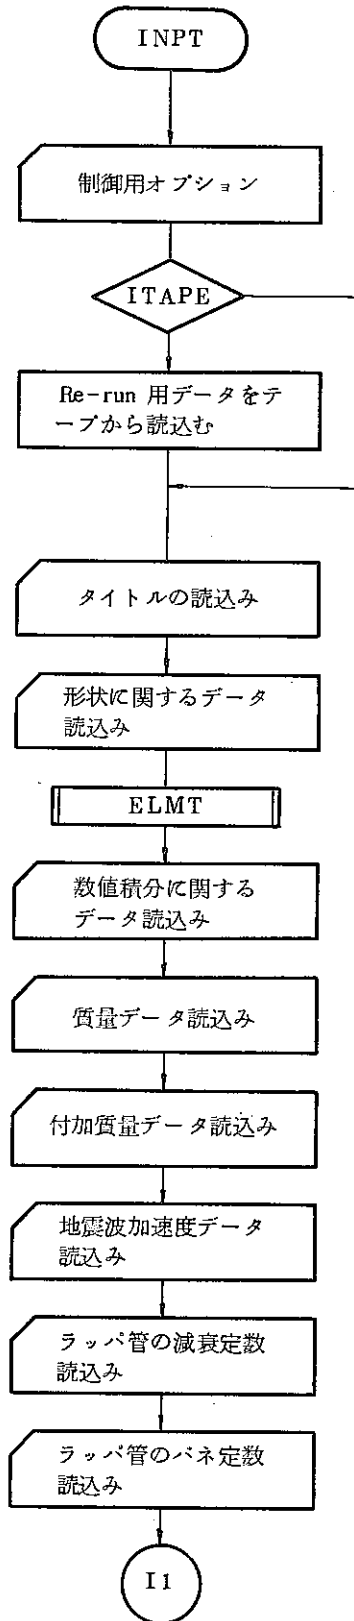 INPT
制御用オプション
ITAPE
Re-run 用データをテ
ープから読込む
タイトルの読込み
形状に関するデータ
読込み
ELMT
数値積分に関する
データ読込み
質量データ読込み
付加質量データ読込み
地震波加速度データ
読込み
ラッパ管の減衰定数
読込み
ラッパ管のバネ定数
読込み
I1